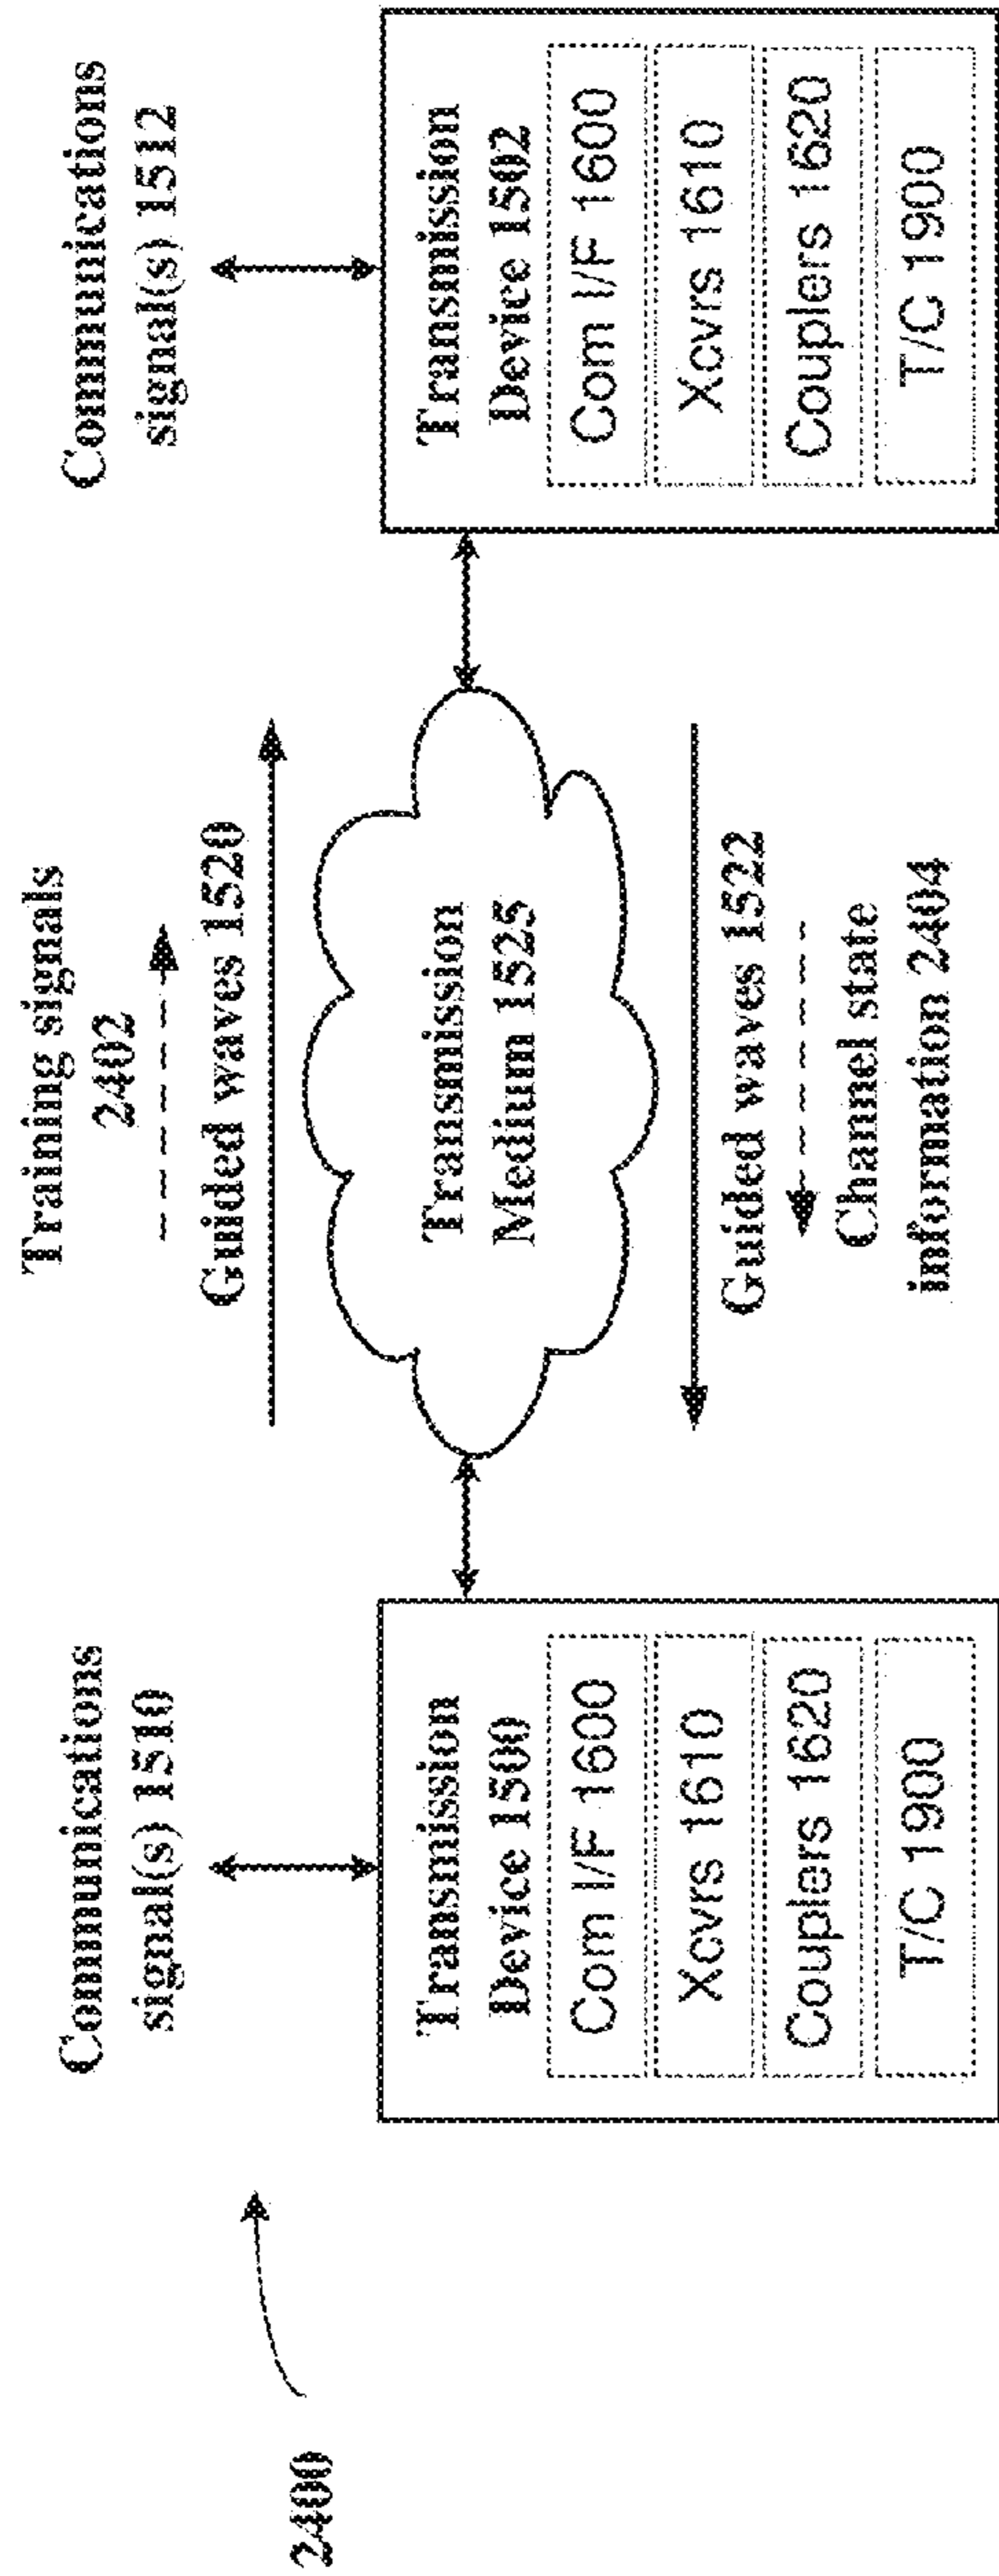 2400
Communications
signal(s) 1510
Transmission
Device 1500
Com I/F 1600
Xcvrs 1610
Couplers 1620
T/C 1900
Training signals
2402
Guided waves 1520
Transmission
Medium 1525
Guided waves 1522
Channel state
information 2404
Communications
signal(s) 1512
Transmission
Device 1502
Com I/F 1600
Xcvrs 1610
Couplers 1620
T/C 1900